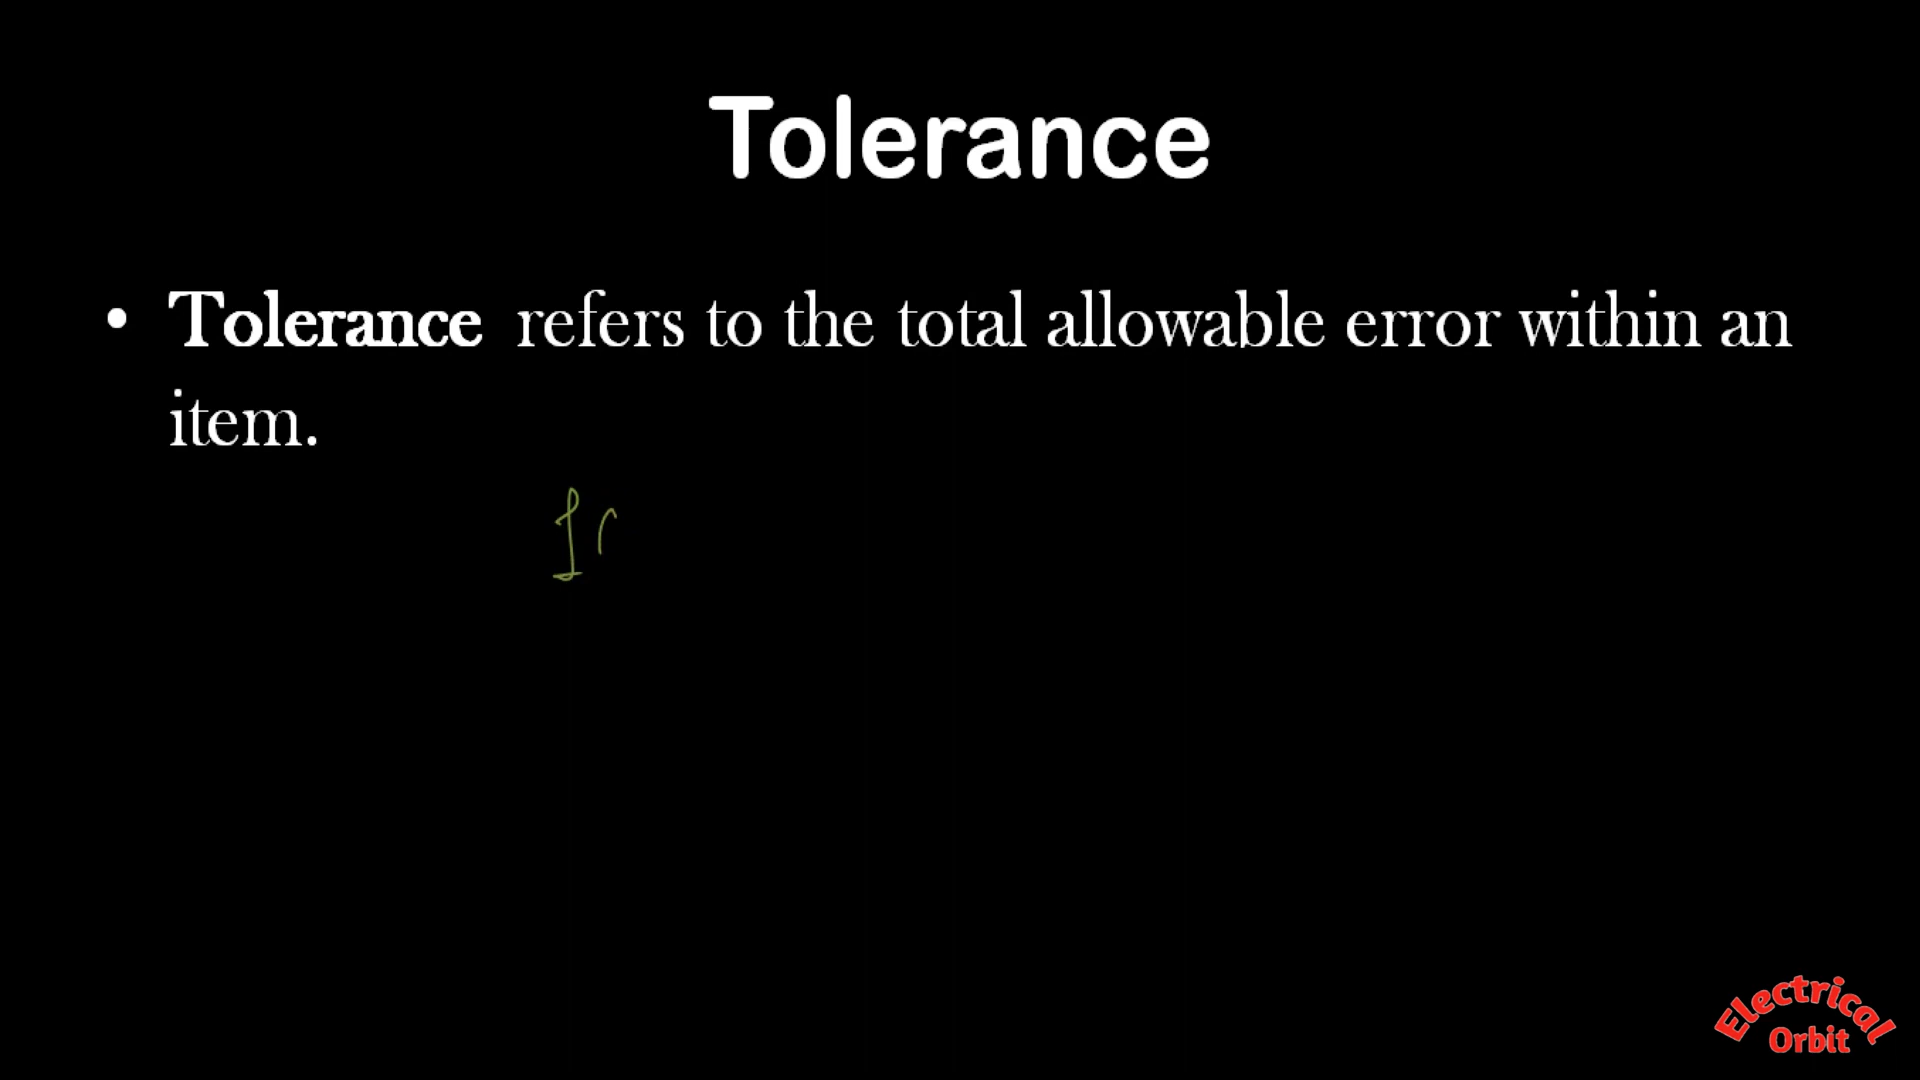 Tolerance
• Tolerance refers to the total allowable error within an
item.
Electrical
Orbit